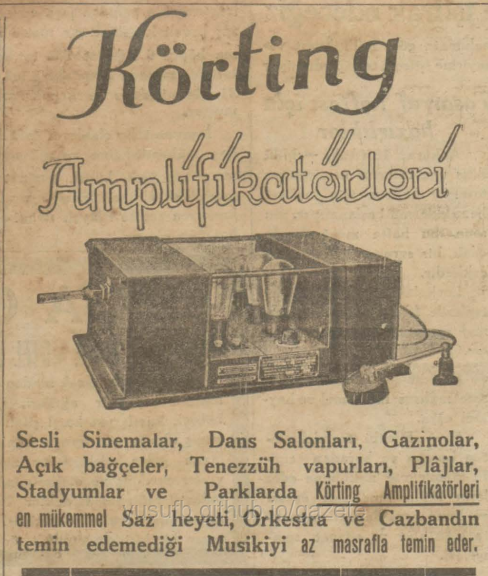 Körting
Amplifikatörleri
Sesli Sinemalar, Dans Salonları, Gazinolar,
Açık bağçeler, Tenezzüh vapurları, Plâjlar,
Stadyumlar ve Parklarda Körting Amplifikatörleri
yusufb.github.io/gazete
en mükemmel Saz heyeti, Orkestra ve Cazbandın
temin edemediği Musikiyi az masrafla temin eder.